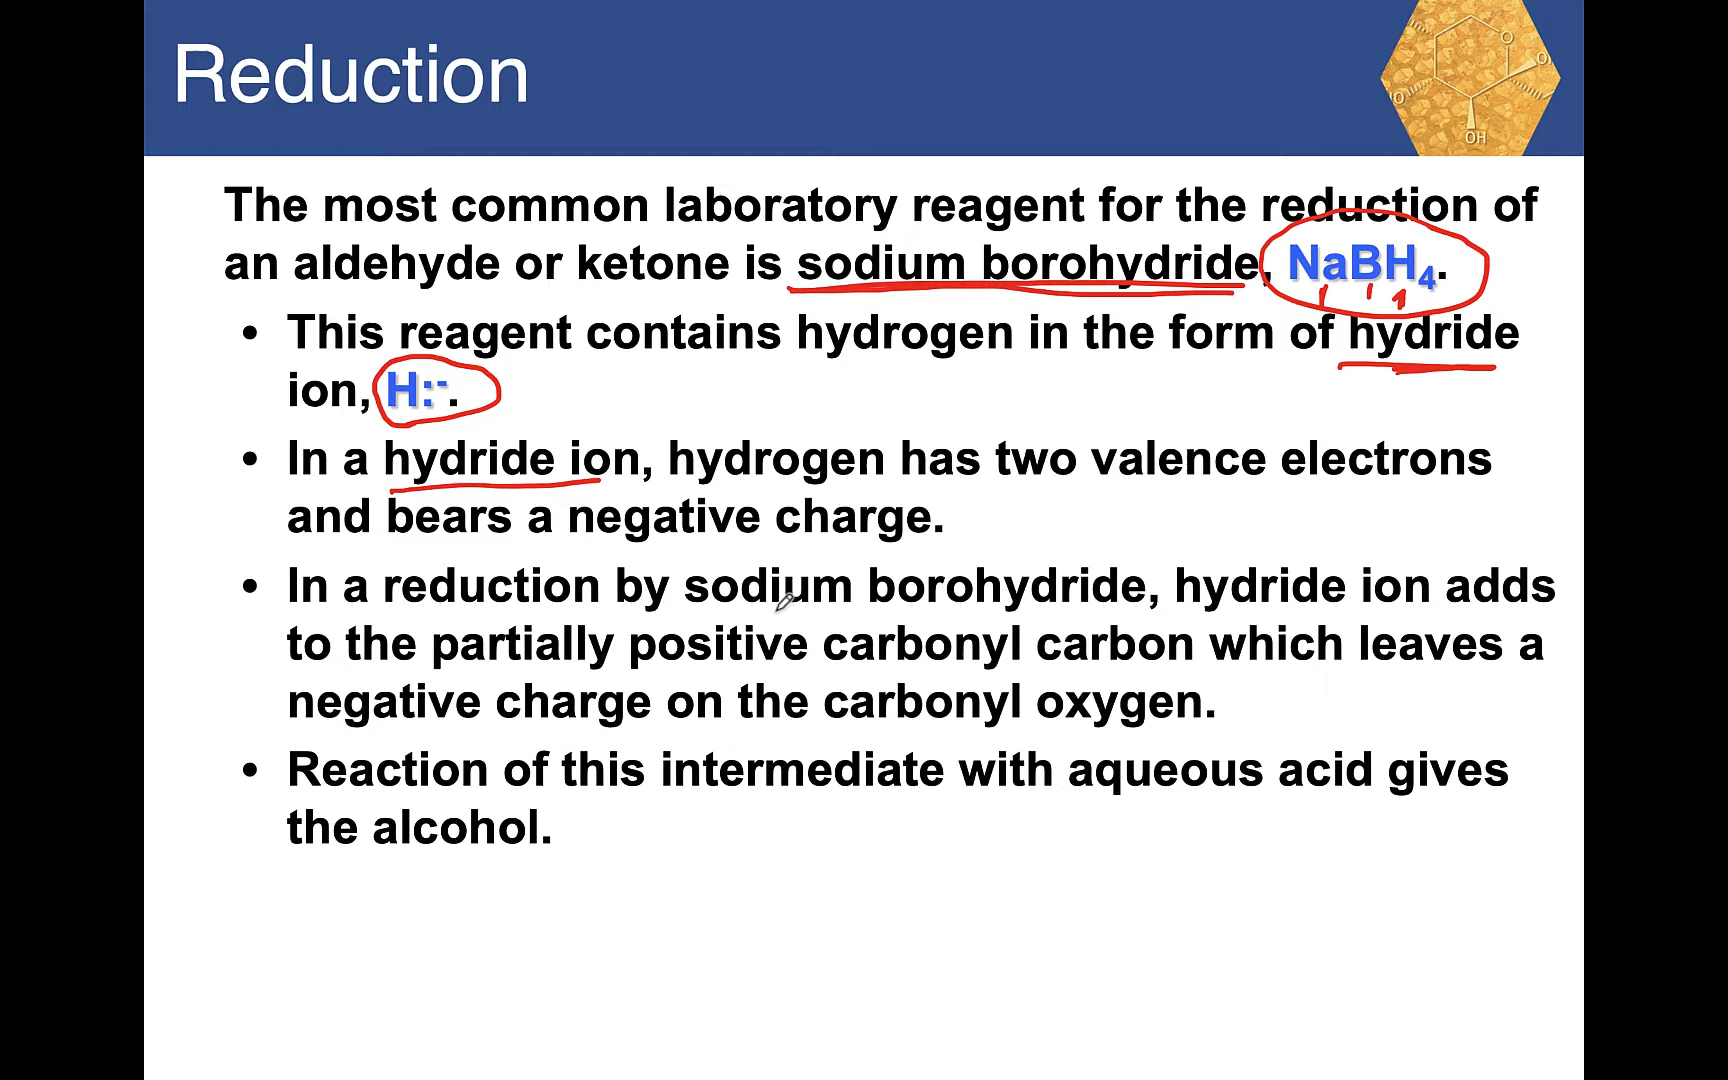 Reduction
O
O
O
OH
The most common laboratory reagent for the reduction of
an aldehyde or ketone is sodium borohydride, NaBH₄.
• This reagent contains hydrogen in the form of hydride
ion, H:⁻.
• In a hydride ion, hydrogen has two valence electrons
and bears a negative charge.
• In a reduction by sodium borohydride, hydride ion adds
to the partially positive carbonyl carbon which leaves a
negative charge on the carbonyl oxygen.
• Reaction of this intermediate with aqueous acid gives
the alcohol.